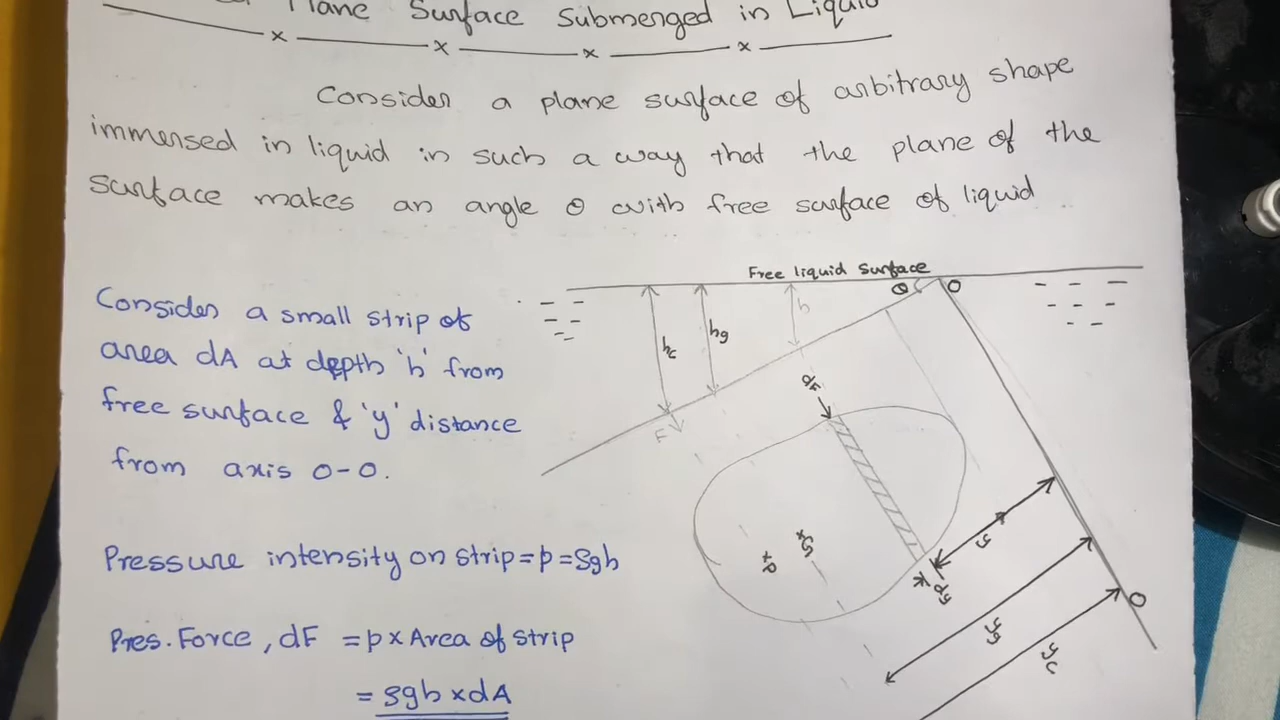 Plane Surface Submerged in Liquid
Consider a plane surface of arbitrary shape
immersed in liquid in such a way that the plane of the
surface makes an angle θ with free surface of liquid
Free liquid Surface
θ O
h
hg
hc
Consider a small strip of
area dA at depth 'h' from
free surface & 'y' distance
from axis O-O.
dF
F
G
P
y
dy
yg
yc
O
Pressure intensity on strip = p = ρgh
Pres. Force, dF = p x Area of strip
= ρgh x dA